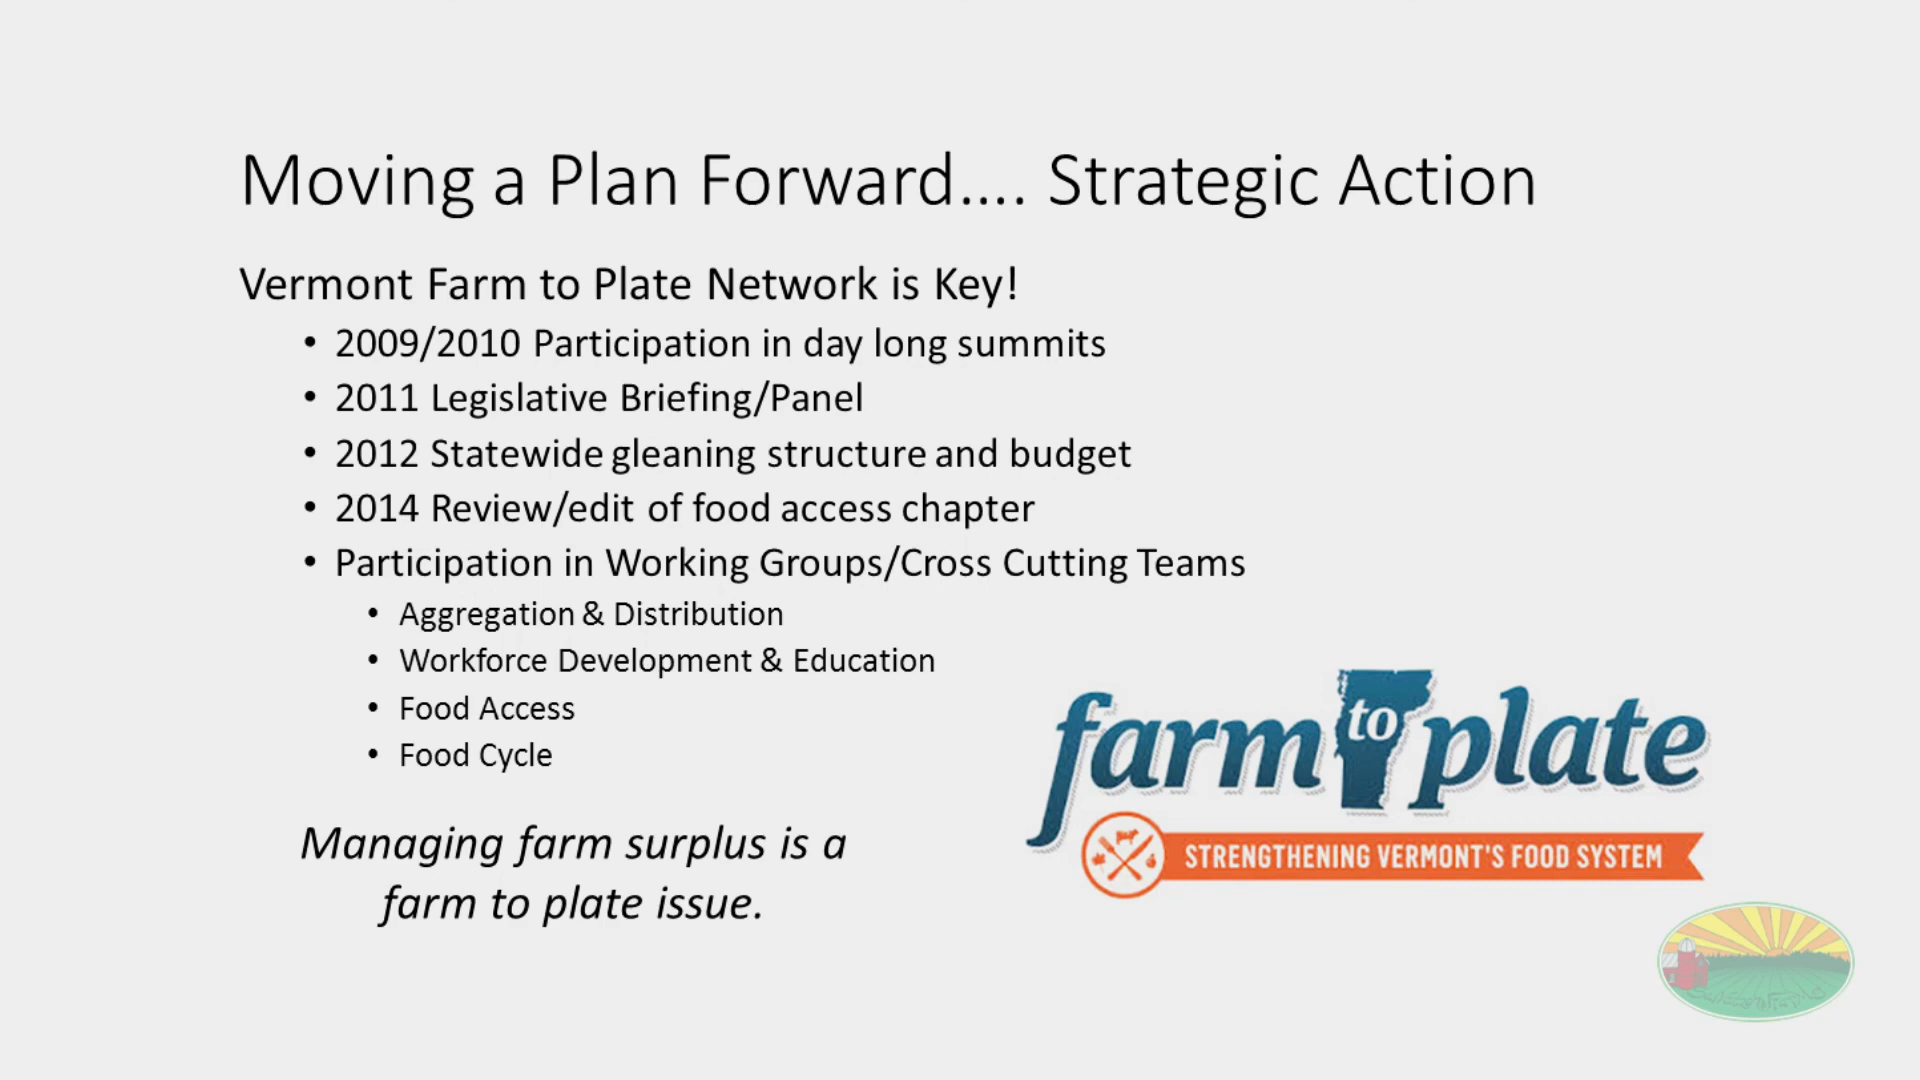 Moving a Plan Forward.... Strategic Action
Vermont Farm to Plate Network is Key!
• 2009/2010 Participation in day long summits
• 2011 Legislative Briefing/Panel
• 2012 Statewide gleaning structure and budget
• 2014 Review/edit of food access chapter
• Participation in Working Groups/Cross Cutting Teams
• Aggregation & Distribution
• Workforce Development & Education
• Food Access
• Food Cycle
Managing farm surplus is a
farm to plate issue.
farm to plate
STRENGTHENING VERMONT'S FOOD SYSTEM